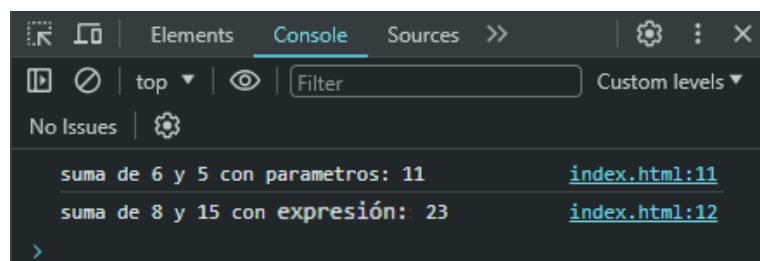 Elements Console Sources
top Filter Custom levels
No Issues
suma de 6 y 5 con parametros: 11 index.html:11
suma de 8 y 15 con expresión: 23 index.html:12